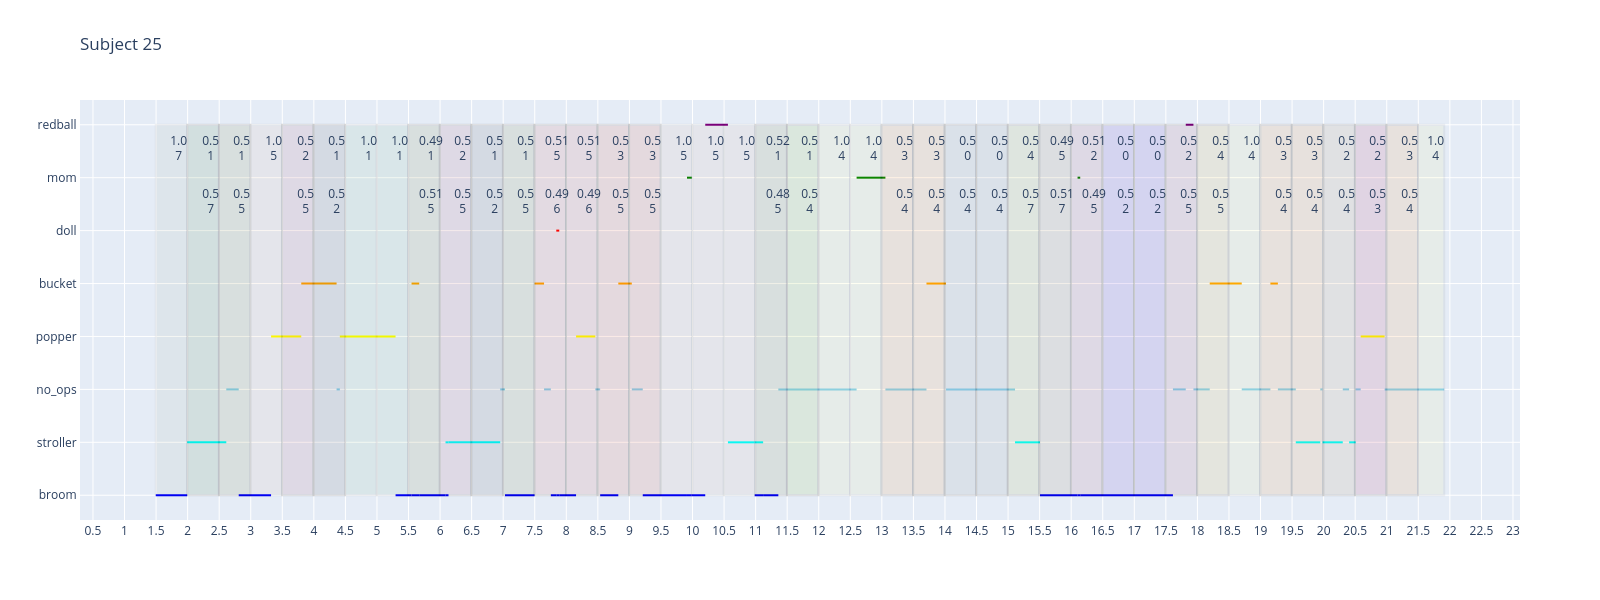 Subject 25
redball
1.0 0.5 0.5 1.0 0.5 0.5 1.0 1.0 0.49 0.5 0.5 0.5 0.51 0.51 0.5 0.5 1.0 1.0 1.0 0.52 0.5 1.0 1.0 0.5 0.5 0.5 0.5 0.5 0.49 0.51 0.5 0.5 0.5 0.5 1.0 0.5 0.5 0.5 0.5 0.5 1.0
7 1 1 5 2 1 1 1 1 2 1 1 5 5 3 3 5 5 5 1 1 4 4 3 3 0 0 4 5 2 0 0 2 4 4 3 3 2 2 3 4
mom
0.5 0.5 0.5 0.5 0.51 0.5 0.5 0.5 0.49 0.49 0.5 0.5 0.48 0.5 0.5 0.5 0.5 0.5 0.5 0.51 0.49 0.5 0.5 0.5 0.5 0.5 0.5 0.5 0.5 0.5
7 5 5 2 5 5 2 5 6 6 5 5 5 4 4 4 4 4 7 7 5 2 2 5 5 4 4 4 3 4
doll
bucket
popper
no_ops
stroller
broom
0.5 1 1.5 2 2.5 3 3.5 4 4.5 5 5.5 6 6.5 7 7.5 8 8.5 9 9.5 10 10.5 11 11.5 12 12.5 13 13.5 14 14.5 15 15.5 16 16.5 17 17.5 18 18.5 19 19.5 20 20.5 21 21.5 22 22.5 23